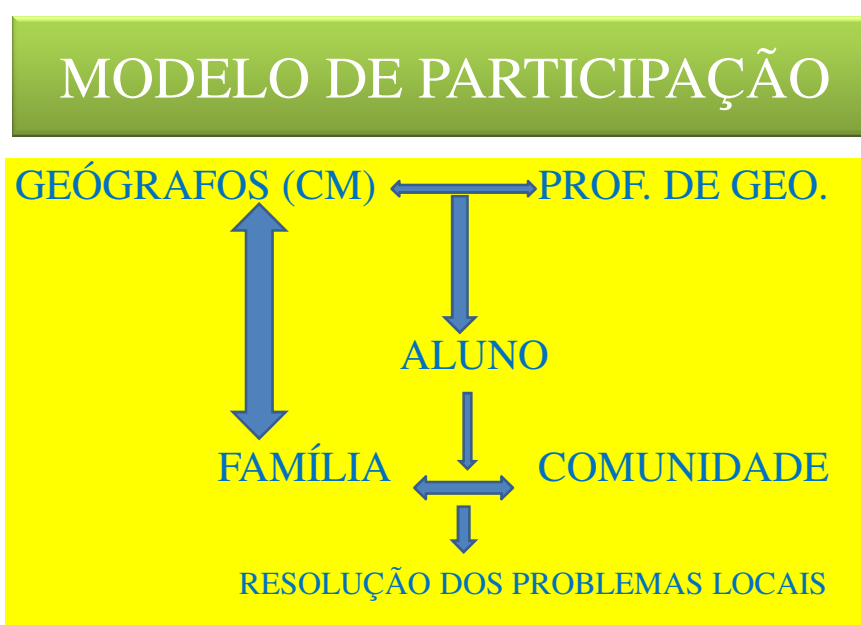 MODELO DE PARTICIPAÇÃO
GEÓGRAFOS (CM) PROF. DE GEO.
ALUNO
FAMÍLIA COMUNIDADE
RESOLUÇÃO DOS PROBLEMAS LOCAIS